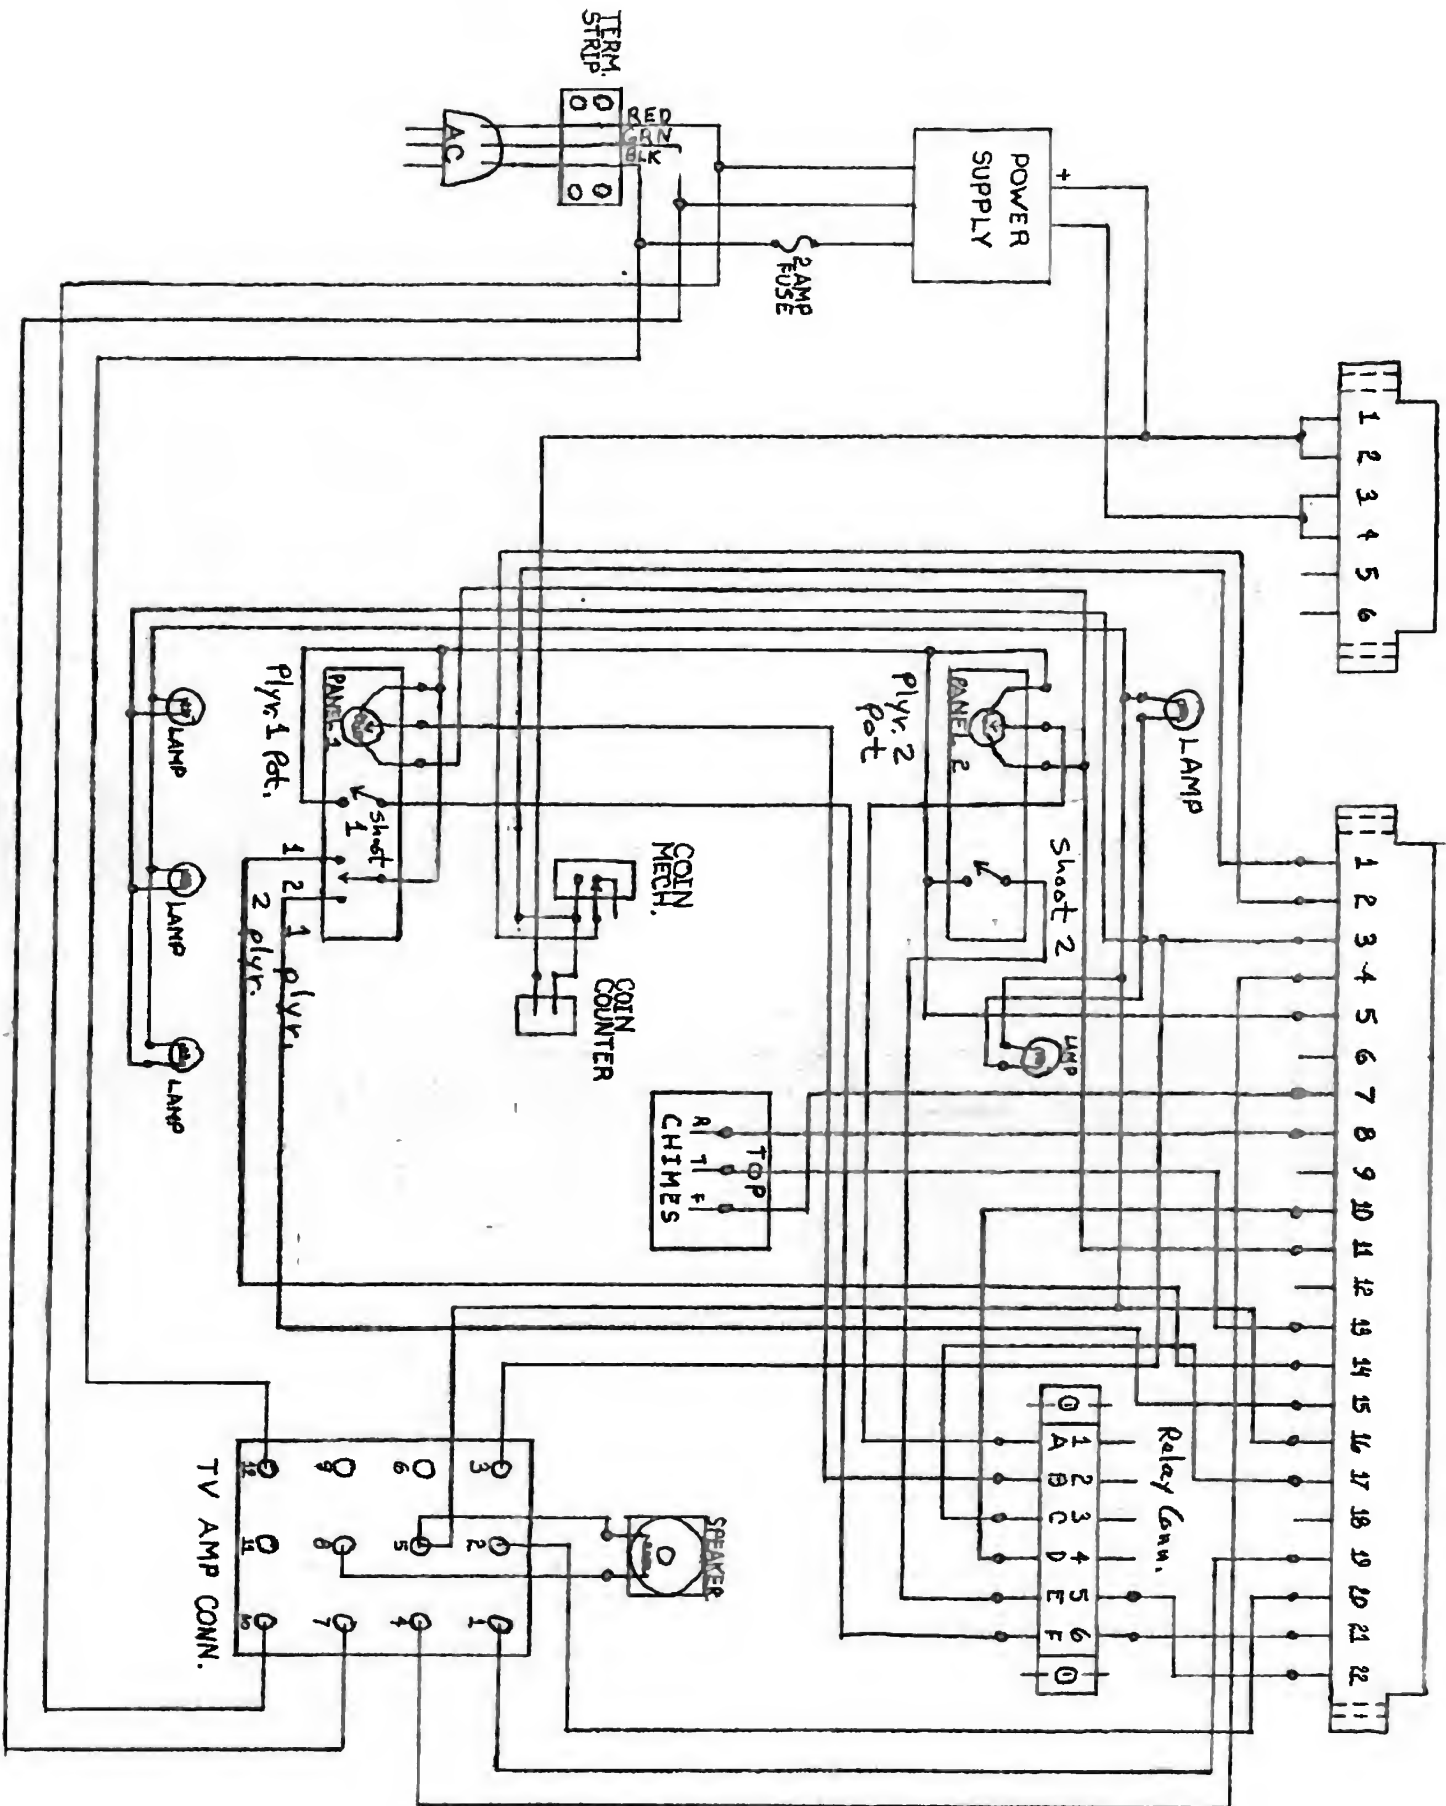 TERM.
STRIP.
AC
RED
GRN
BLK
2 AMP
FUSE
POWER
SUPPLY
+
1
2
3
4
5
6
PANEL 1
Plyr. 1 Pot.
Shoot
1
1
2
2 plyr.
1 plyr.
LAMP
LAMP
LAMP
COIN
MECH.
COIN
COUNTER
PANEL 2
Plyr. 2
Pot
Shoot 2
LAMP
LAMP
TOP
R T F
CHIMES
1
2
3
4
5
6
7
8
9
10
11
12
13
14
15
16
17
18
19
20
21
22
Relay Conn.
1 2 3 4 5 6
A B C D E F
SPEAKER
3 2 1
6 5 4
9 8 7
12 11 10
TV AMP CONN.